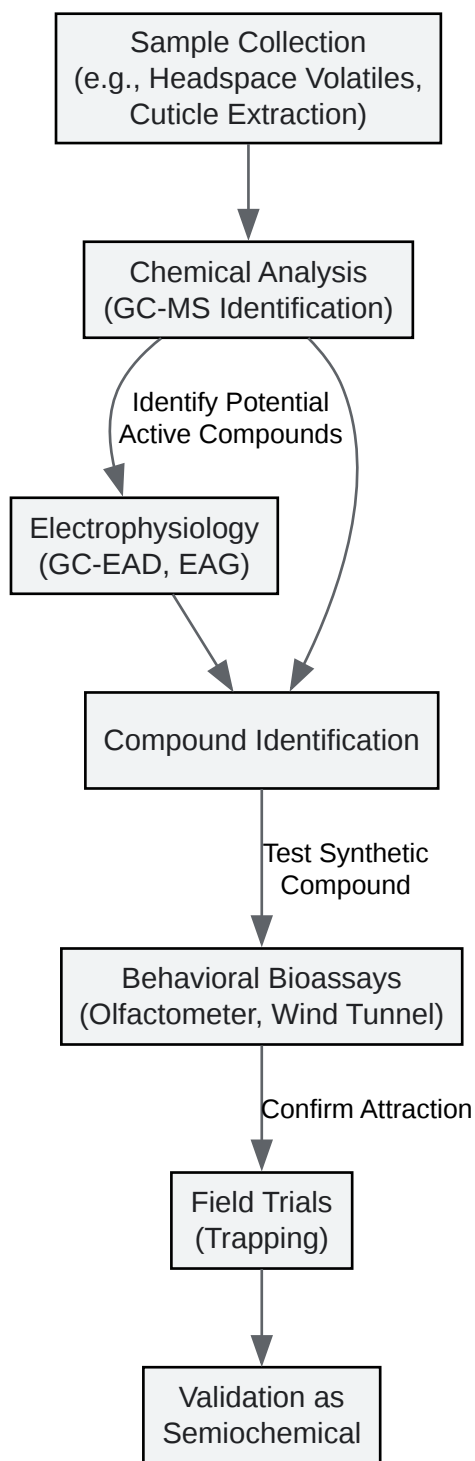 Sample Collection
(e.g., Headspace Volatiles,
Cuticle Extraction)
Chemical Analysis
(GC-MS Identification)
Identify Potential
Active Compounds
Electrophysiology
(GC-EAD, EAG)
Compound Identification
Test Synthetic
Compound
Behavioral Bioassays
(Olfactometer, Wind Tunnel)
Confirm Attraction
Field Trials
(Trapping)
Validation as
Semiochemical